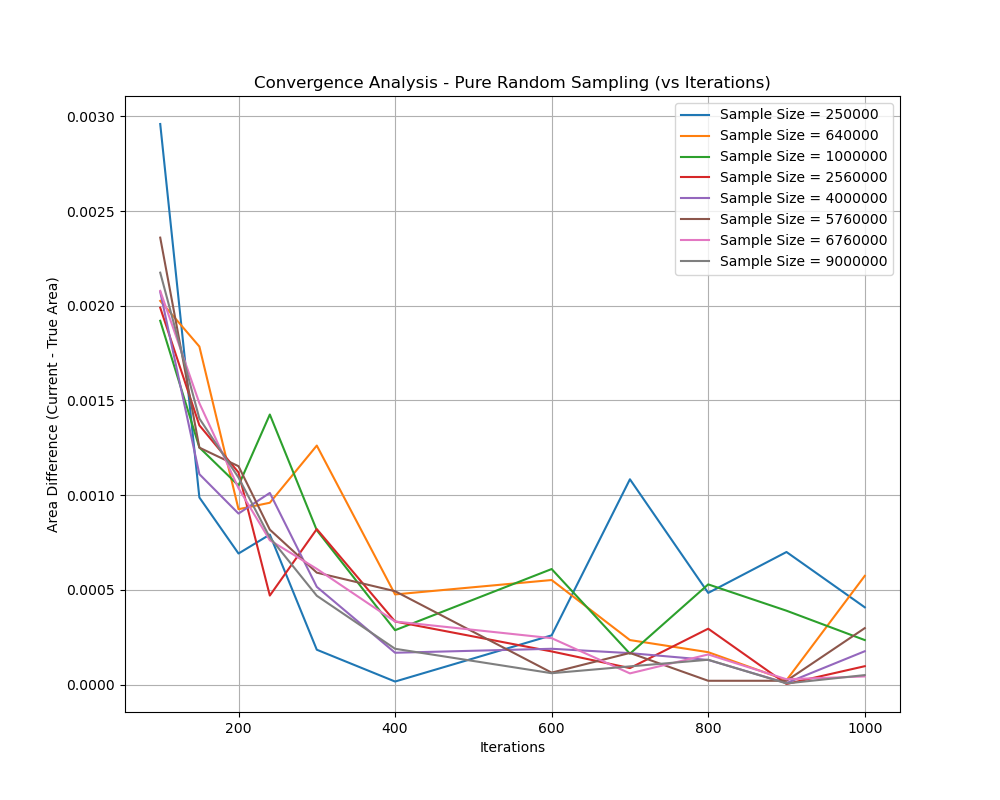 Convergence Analysis - Pure Random Sampling (vs Iterations)
Sample Size = 250000
Sample Size = 640000
Sample Size = 1000000
Sample Size = 2560000
Sample Size = 4000000
Sample Size = 5760000
Sample Size = 6760000
Sample Size = 9000000
Area Difference (Current - True Area)
0.0030
0.0025
0.0020
0.0015
0.0010
0.0005
0.0000
200 400 600 800 1000
Iterations